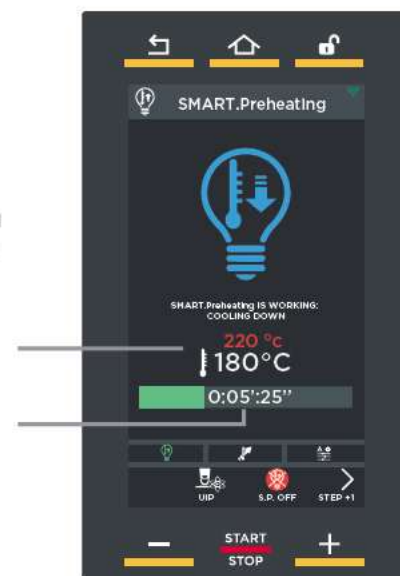 SMART.Preheating
SMART.Preheating IS WORKING:
COOLING DOWN
220 °C
180°C
0:05':25"
UIP
S.P. OFF
STEP +1
START
STOP